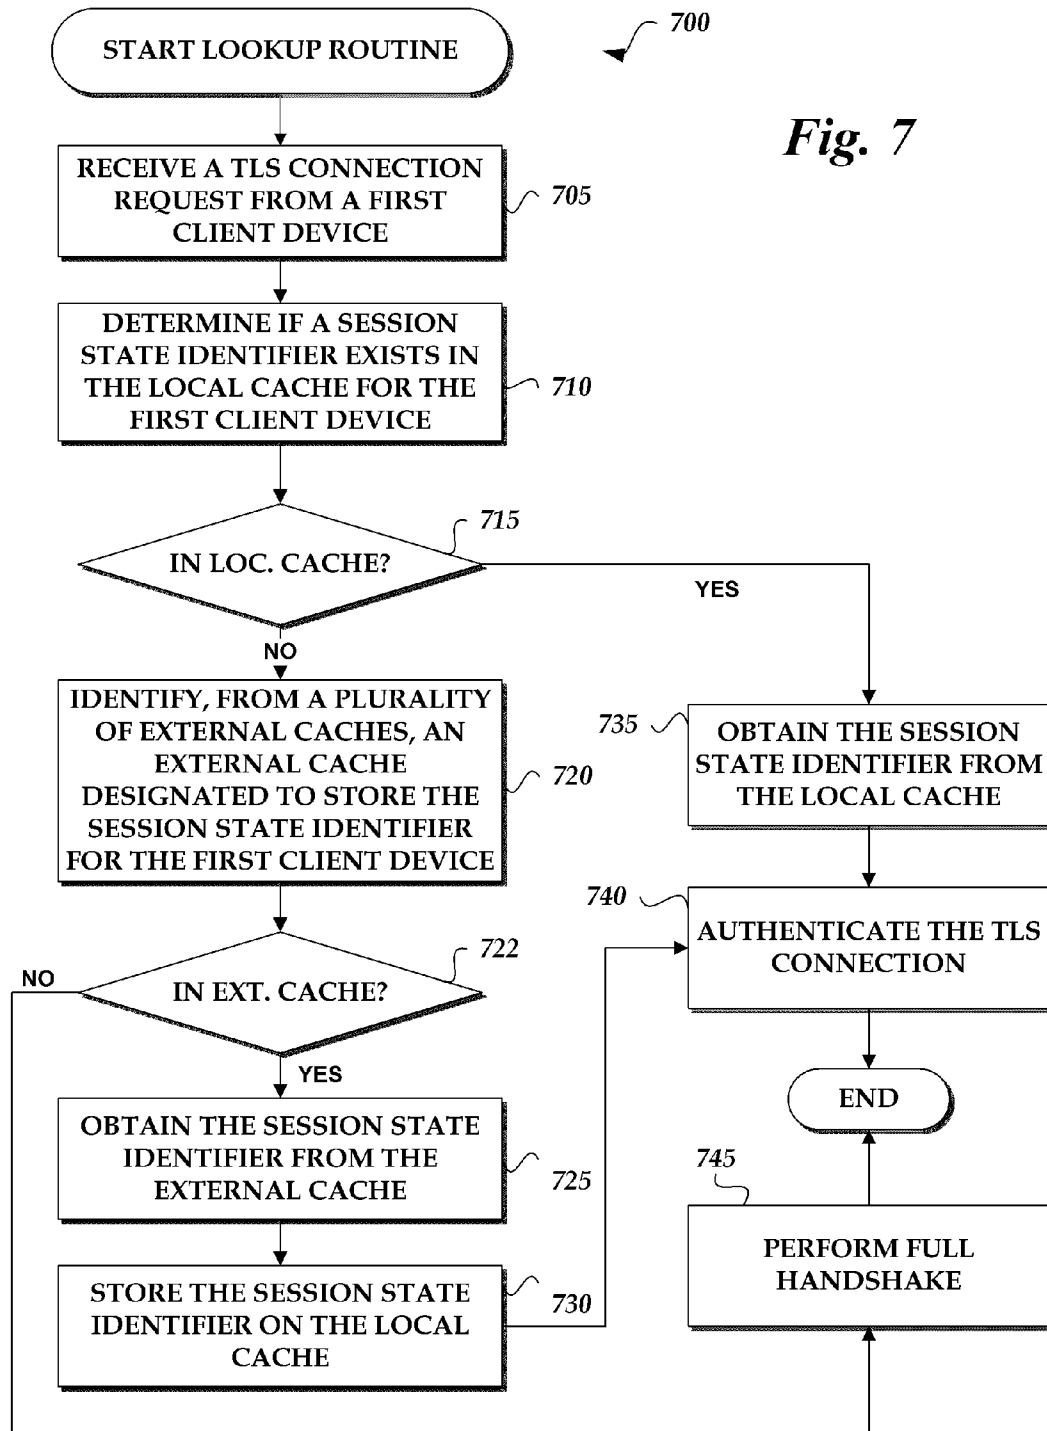 START LOOKUP ROUTINE
700
Fig. 7
RECEIVE A TLS CONNECTION
REQUEST FROM A FIRST
CLIENT DEVICE
705
DETERMINE IF A SESSION
STATE IDENTIFIER EXISTS IN
THE LOCAL CACHE FOR THE
FIRST CLIENT DEVICE
710
IN LOC. CACHE?
715
YES
NO
IDENTIFY, FROM A PLURALITY
OF EXTERNAL CACHES, AN
EXTERNAL CACHE
DESIGNATED TO STORE THE
SESSION STATE IDENTIFIER
FOR THE FIRST CLIENT DEVICE
720
735
OBTAIN THE SESSION
STATE IDENTIFIER FROM
THE LOCAL CACHE
740
AUTHENTICATE THE TLS
CONNECTION
IN EXT. CACHE?
722
NO
YES
END
OBTAIN THE SESSION STATE
IDENTIFIER FROM THE
EXTERNAL CACHE
725
745
PERFORM FULL
HANDSHAKE
STORE THE SESSION STATE
IDENTIFIER ON THE LOCAL
CACHE
730